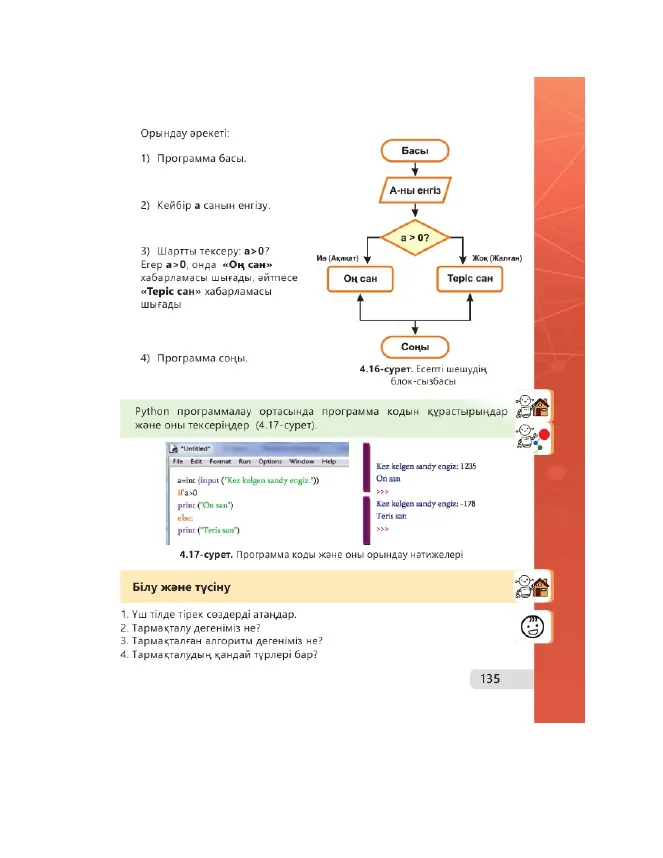 Орындау әрекеті:
1) Программа басы.
2) Кейбір а санын енгізу.
3) Шартты тексеру: а>0?
Егер а>0, онда «Оң сан»
хабарламасы шығады, әйтпесе
«Теріс сан» хабарламасы
шығады
4) Программа соңы.
Басы
А-ны енгіз
а > 0?
Иә (Ақиқат)
Жоқ (Жалған)
Оң сан
Теріс сан
Соңы
4.16-сурет. Есепті шешудің
блок-сызбасы
Python программалау ортасында программа кодын құрастырыңдар
және оны тексеріңдер (4.17-сурет).
*Untitled*
File Edit Format Run Options Window Help
a=int (input ("Kez kelgen sandy engiz:"))
if a>0
print ("On san")
else:
print ("Teris san")
Kez kelgen sandy engiz: 1235
On san
>>>
Kez kelgen sandy engiz: -178
Teris san
>>>
4.17-сурет. Программа коды және оны орындау нәтижелері
Білу және түсіну
1. Үш тілде тірек сөздерді атаңдар.
2. Тармақталу дегеніміз не?
3. Тармақталған алгоритм дегеніміз не?
4. Тармақталудың қандай түрлері бар?
135